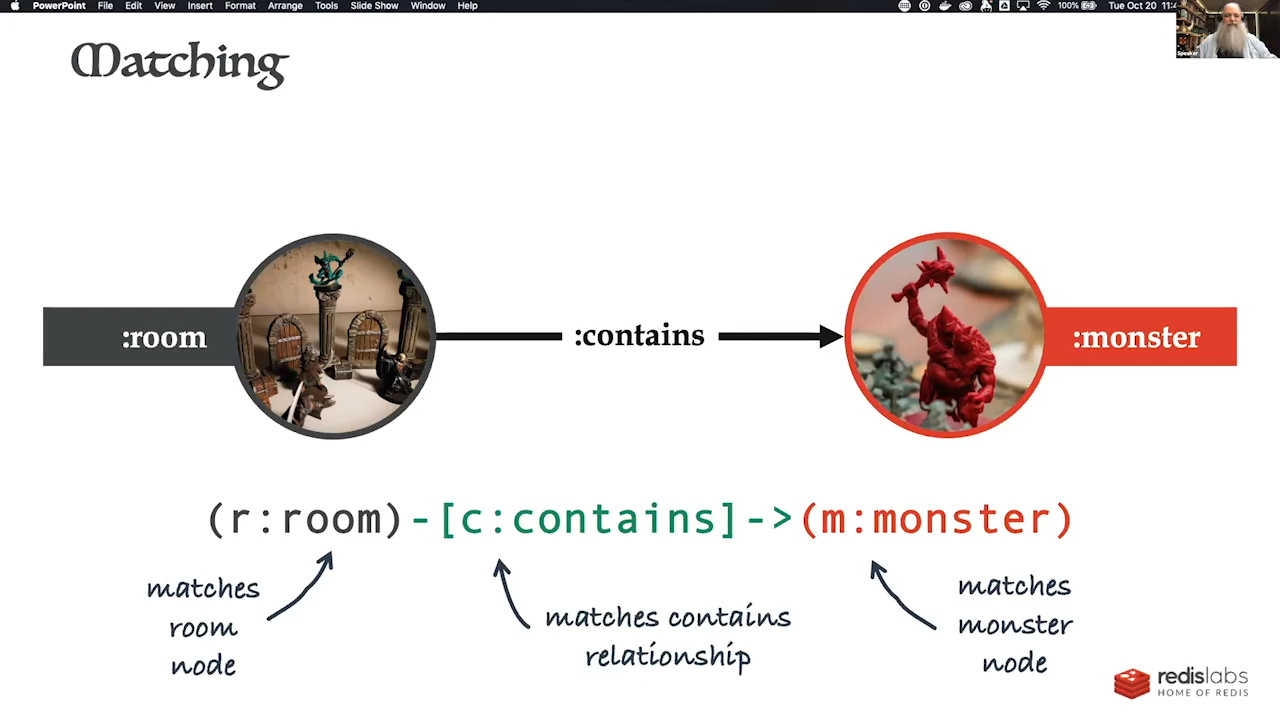 PowerPoint File Edit View Insert Format Arrange Tools Slide Show Window Help 100% Tue Oct 20
Speaker
Matching
:room
:contains
:monster
(r:room)-[c:contains]->(m:monster)
matches
room
node
matches contains
relationship
matches
monster
node
redislabs
HOME OF REDIS